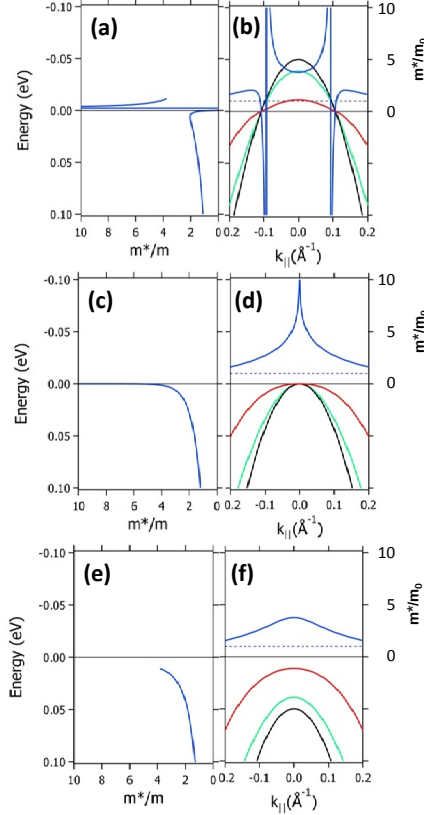 (a)
(b)
-0.10
-0.05
0.00
0.05
0.10
Energy (eV)
10 8 6 4 2 0
m*/m
10
5
0
m*/m0
0.2 -0.1 0.0 0.1 0.2
k||(Å-1)
(c)
(d)
-0.10
-0.05
0.00
0.05
0.10
Energy (eV)
10 8 6 4 2 0
m*/m
10
5
0
m*/m0
-0.2 -0.1 0.0 0.1 0.2
k||(Å-1)
(e)
(f)
-0.10
-0.05
0.00
0.05
0.10
Energy (eV)
10 8 6 4 2 0
m*/m
10
5
0
m*/m0
-0.2 -0.1 0.0 0.1 0.2
k||(Å-1)